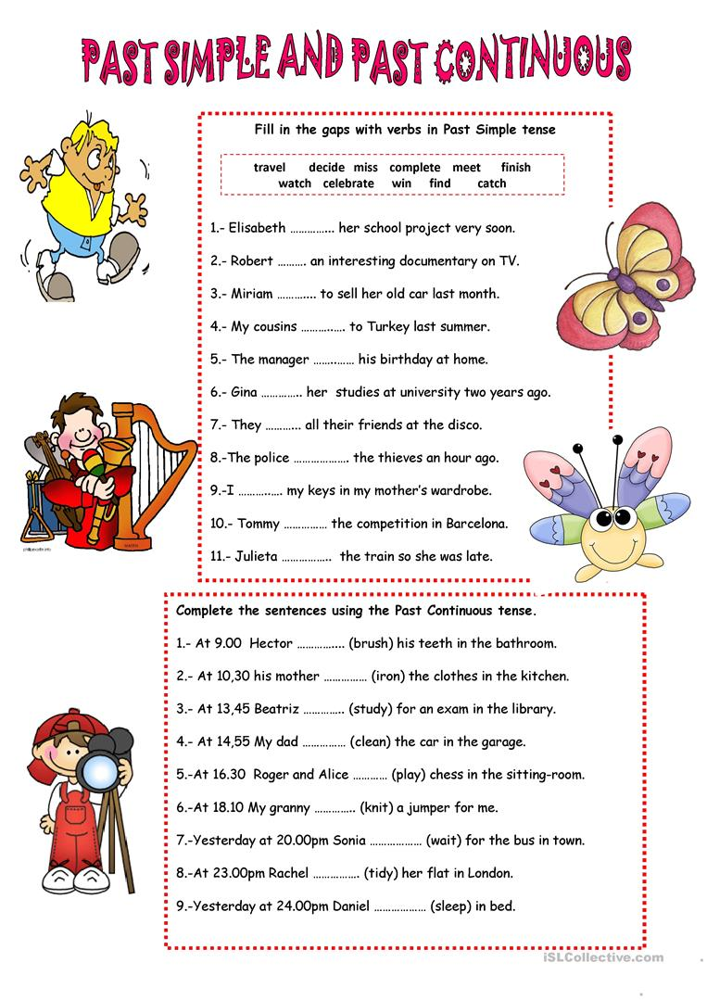 PAST SIMPLE AND PAST CONTINUOUS
Fill in the gaps with verbs in Past Simple tense
travel decide miss complete meet finish
watch celebrate win find catch
1.- Elisabeth ………….. her school project very soon.
2.- Robert ………. an interesting documentary on TV.
3.- Miriam ………….. to sell her old car last month.
4.- My cousins …………… to Turkey last summer.
5.- The manager …………… his birthday at home.
6.- Gina ………….. her studies at university two years ago.
7.- They ………... all their friends at the disco.
8.-The police ………………. the thieves an hour ago.
9.-I …………… my keys in my mother's wardrobe.
10.- Tommy …………… the competition in Barcelona.
11.- Julieta …………….. the train so she was late.
Complete the sentences using the Past Continuous tense.
1.- At 9.00 Hector ………….... (brush) his teeth in the bathroom.
2.- At 10,30 his mother …………… (iron) the clothes in the kitchen.
3.- At 13,45 Beatriz ………….. (study) for an exam in the library.
4.- At 14,55 My dad …………… (clean) the car in the garage.
5.-At 16.30 Roger and Alice ………… (play) chess in the sitting-room.
6.-At 18.10 My granny ………….. (knit) a jumper for me.
7.-Yesterday at 20.00pm Sonia ……………… (wait) for the bus in town.
8.-At 23.00pm Rachel ……………. (tidy) her flat in London.
9.-Yesterday at 24.00pm Daniel ……………… (sleep) in bed.
iSLCollective.com